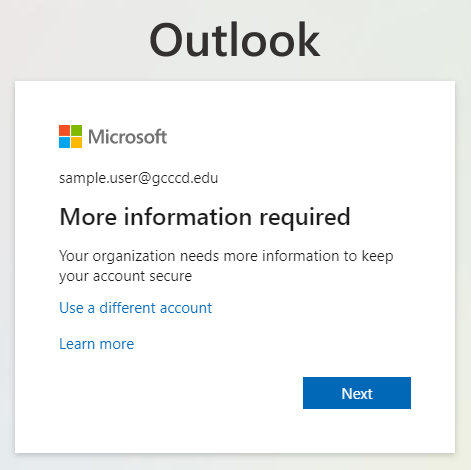 Outlook
Microsoft
sample.user@gcccd.edu
More information required
Your organization needs more information to keep
your account secure
Use a different account
Learn more
Next